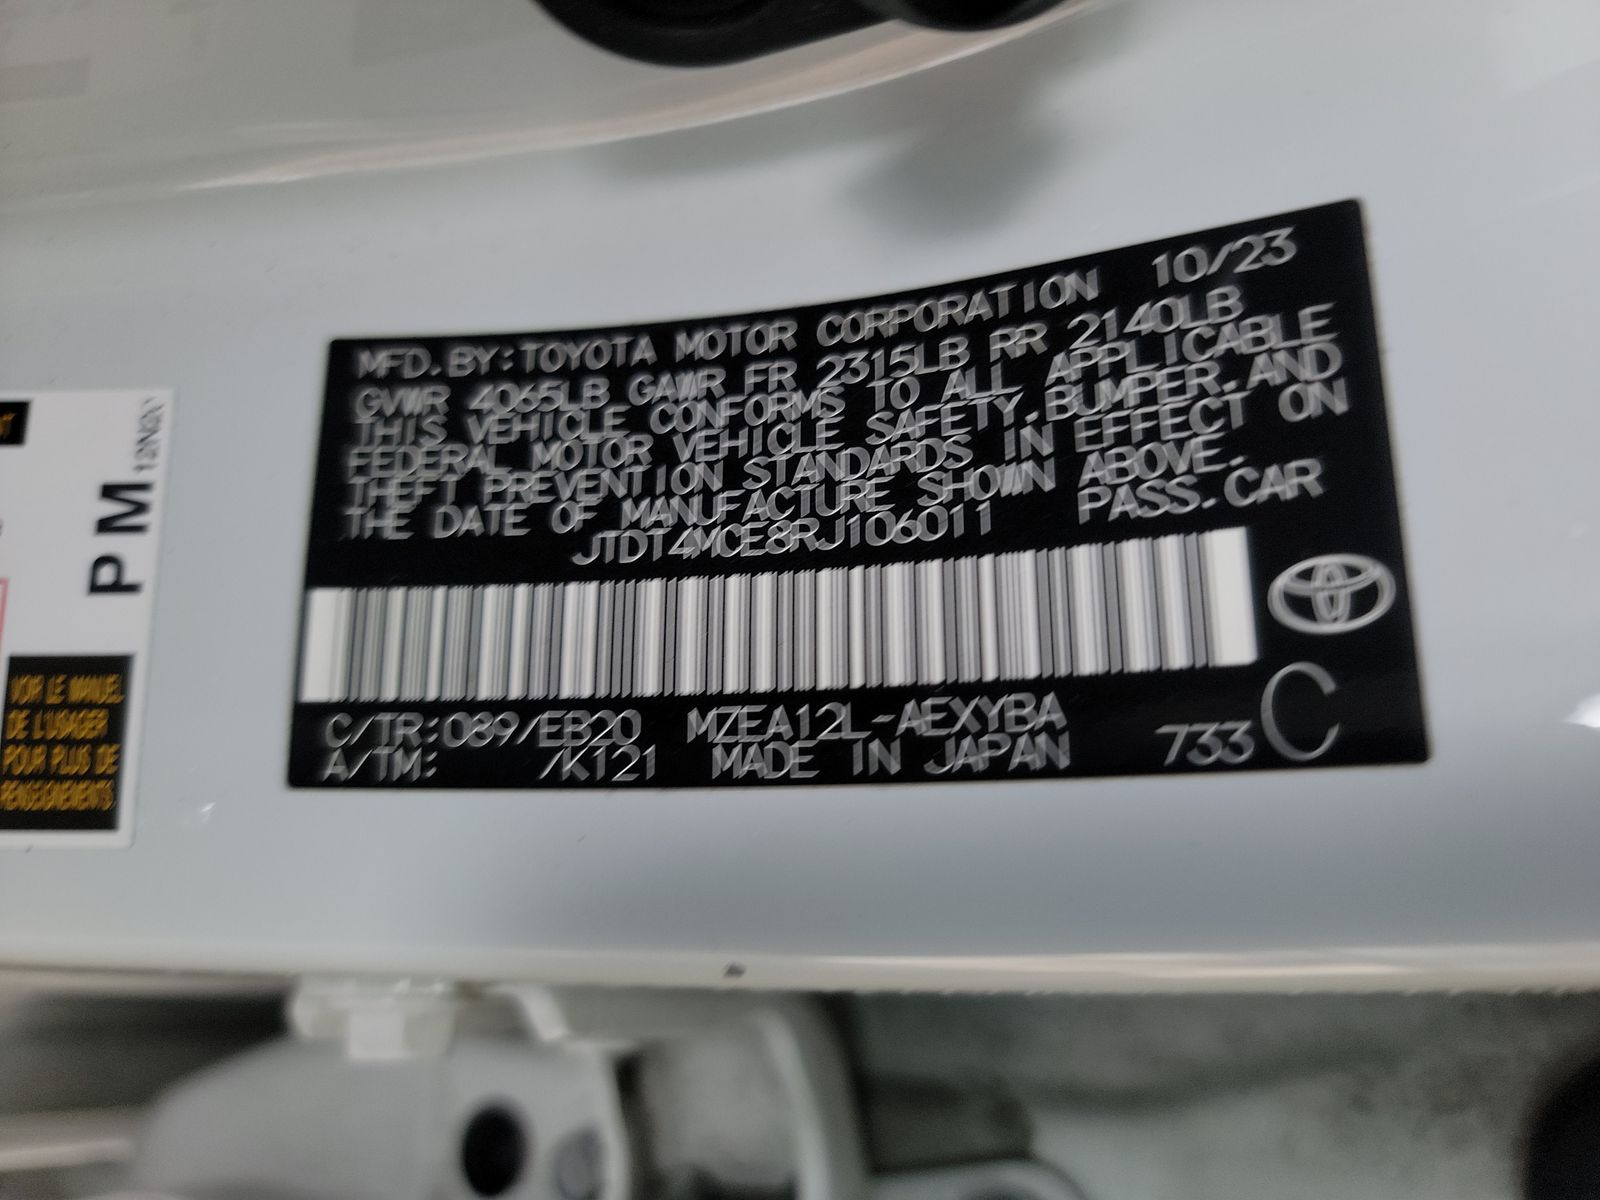 MFD.BY:TOYOTA MOTOR CORPORATION 10/23
GVWR 4065LB GAWR FR 2315LB RR 2140LB
THIS VEHICLE CONFORMS TO ALL APPLICABLE
FEDERAL MOTOR VEHICLE SAFETY,BUMPER,AND
THEFT PREVENTION STANDARDS IN EFFECT ON
THE DATE OF MANUFACTURE SHOWN ABOVE.
JTDT4MCE8RJ106011 PASS.CAR
C/TR:089/EB20 MZEA12L-AEXYBA
A/TM: /K121 MADE IN JAPAN 733 C
PM
VOIR LE MANUEL
DE L'USAGER
POUR PLUS DE
RENSEIGNEMENTS